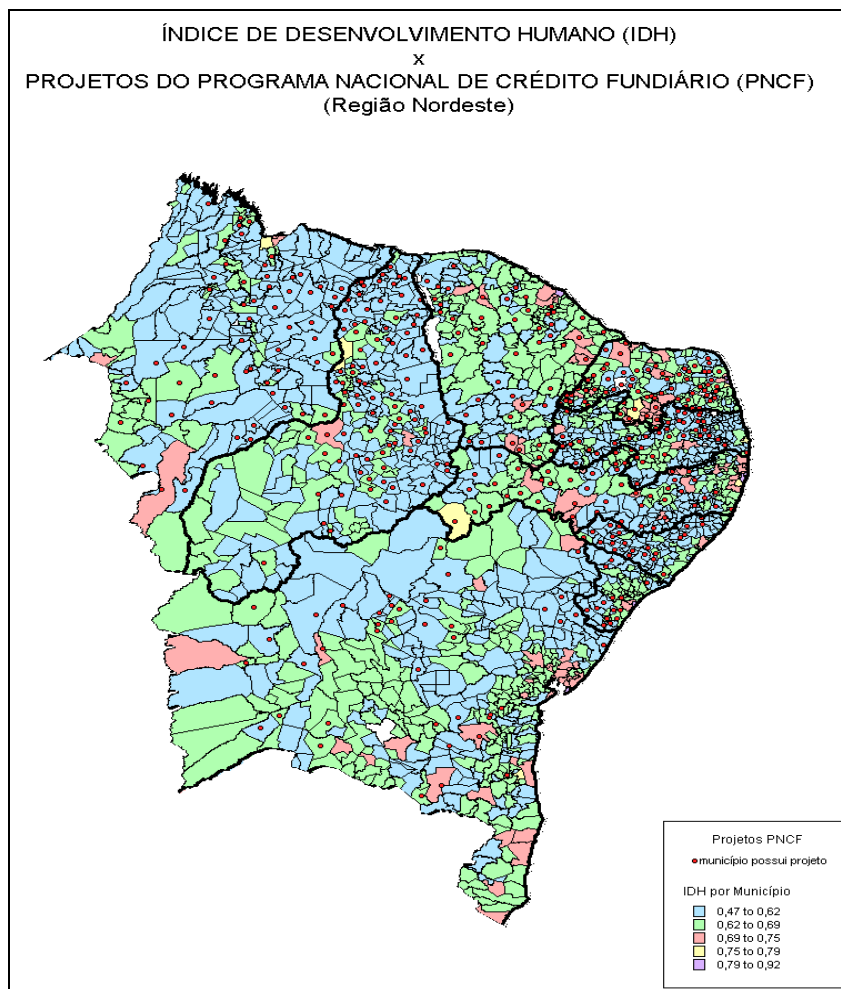 ÍNDICE DE DESENVOLVIMENTO HUMANO (IDH)
x
PROJETOS DO PROGRAMA NACIONAL DE CRÉDITO FUNDIÁRIO (PNCF)
(Região Nordeste)
Projetos PNCF
município possui projeto
IDH por Município
0,47 to 0,62
0,62 to 0,69
0,69 to 0,75
0,75 to 0,79
0,79 to 0,92